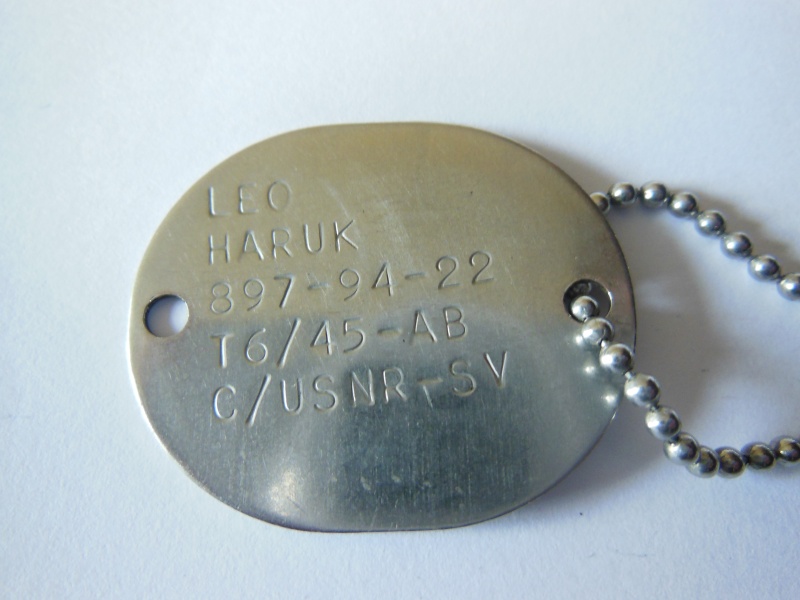 LEO
HARUK
897-94-22
T6/45-AB
C/USNR-SV